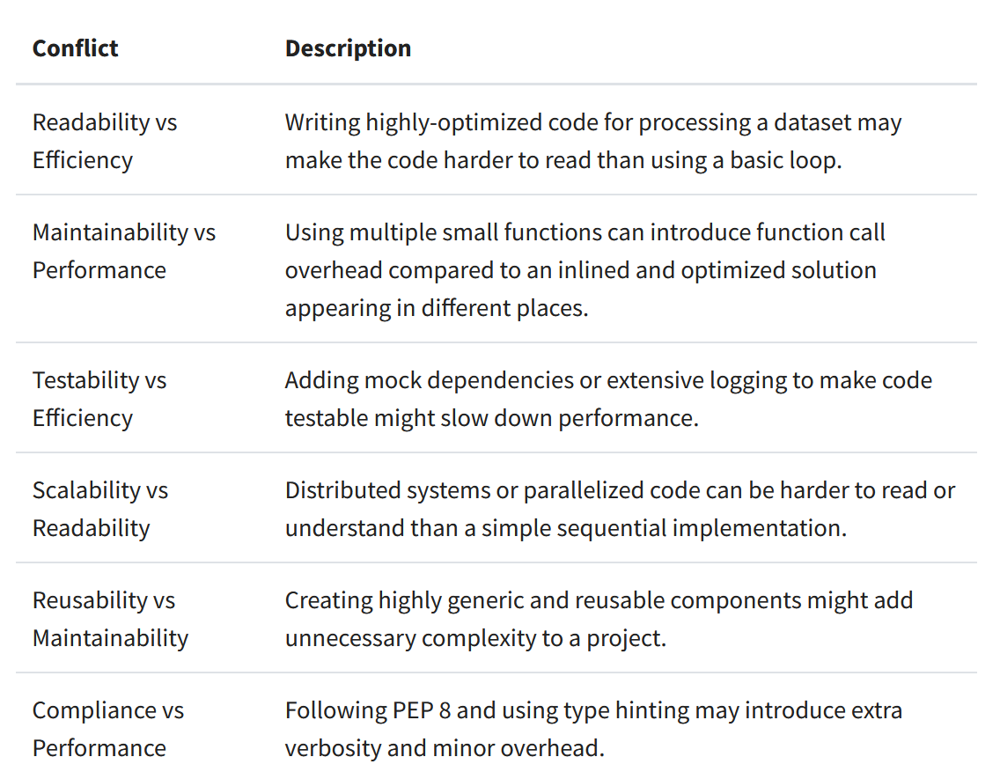 Conflict Description
Readability vs Writing highly-optimized code for processing a dataset may
Efficiency make the code harder to read than using a basic loop.
Maintainability vs Using multiple small functions can introduce function call
Performance overhead compared to an inlined and optimized solution
appearing in different places.
Testability vs Adding mock dependencies or extensive logging to make code
Efficiency testable might slow down performance.
Scalability vs Distributed systems or parallelized code can be harder to read or
Readability understand than a simple sequential implementation.
Reusability vs Creating highly generic and reusable components might add
Maintainability unnecessary complexity to a project.
Compliance vs Following PEP 8 and using type hinting may introduce extra
Performance verbosity and minor overhead.